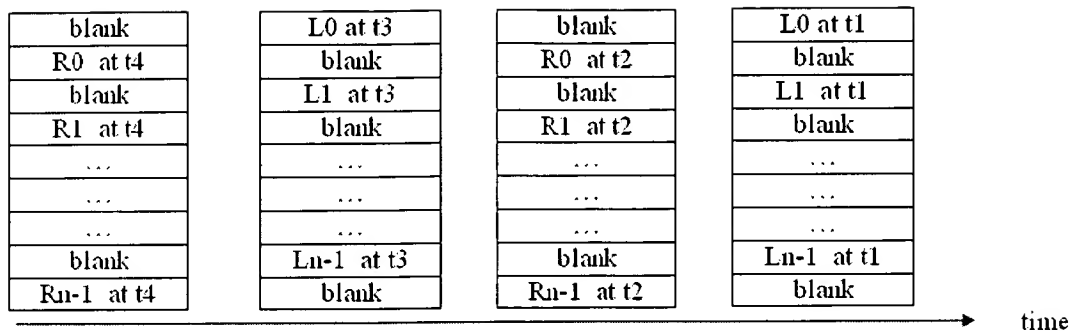 blank L0 at t3 blank L0 at t1
R0 at t4 blank R0 at t2 blank
blank L1 at t3 blank L1 at t1
R1 at t4 blank R1 at t2 blank
... ... ... ...
... ... ... ...
... ... ... ...
blank Ln-1 at t3 blank Ln-1 at t1
Rn-1 at t4 blank Rn-1 at t2 blank
time